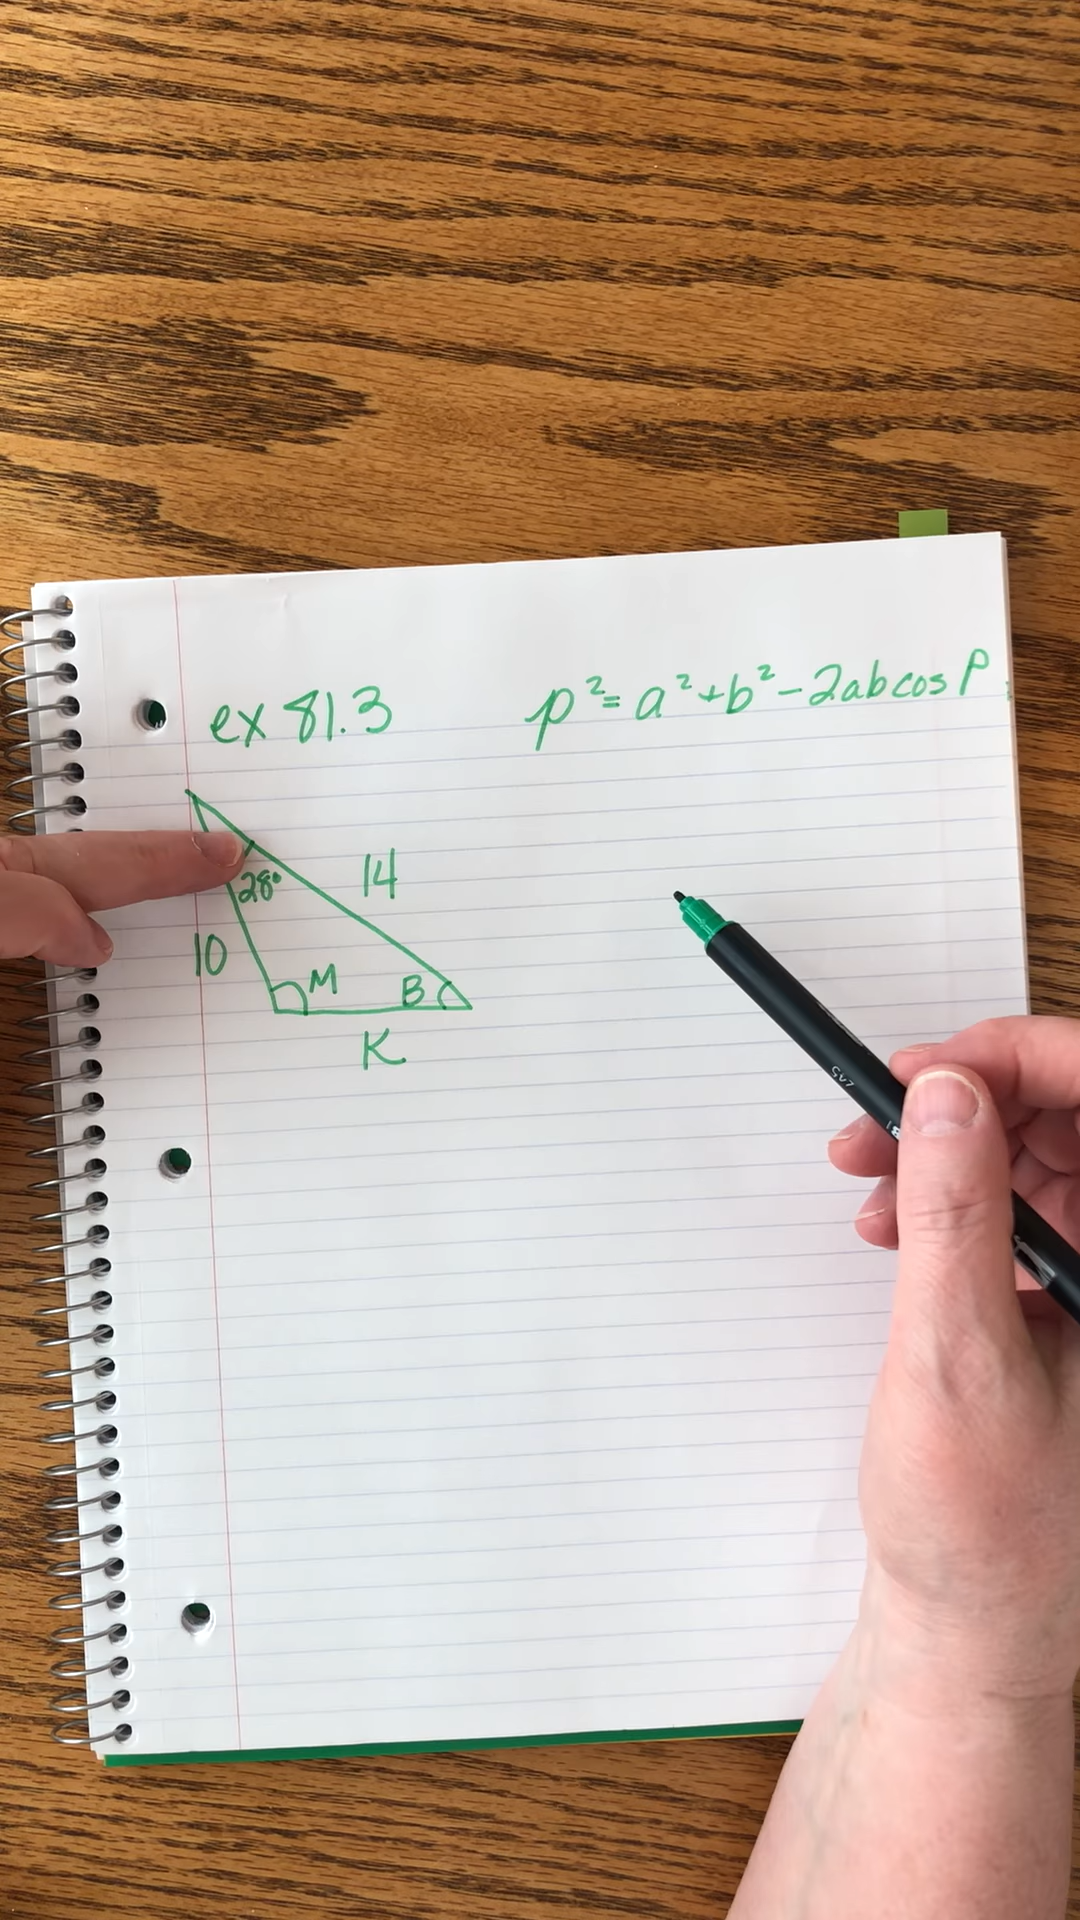 ex 81.3
p² = a² + b² - 2ab cos P
28°
14
10
M
B
K